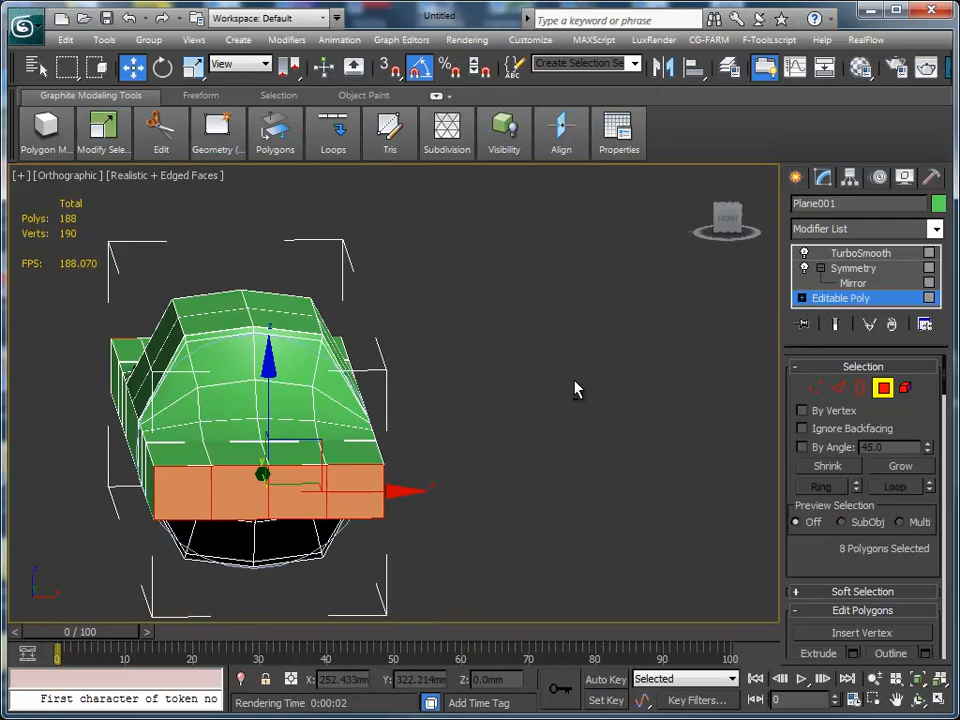 Workspace: Default
Untitled
Type a keyword or phrase
Edit Tools Group Views Create Modifiers Animation Graph Editors Rendering Customize MAXScript LuxRender CG-FARM F-Tools.script Help RealFlow
View
3
Create Selection Se
Graphite Modeling Tools Freeform Selection Object Paint
Polygon M... Modify Sele... Edit Geometry (... Polygons Loops Tris Subdivision Visibility Align Properties
[+] [Orthographic] [Realistic + Edged Faces]
Total
Polys: 188
Verts: 190
FPS: 188.070
FRONT
z
y
x
z
x
Plane001
Modifier List
TurboSmooth
Symmetry
Mirror
Editable Poly
Selection
By Vertex
Ignore Backfacing
By Angle: 45.0
Shrink Grow
Ring Loop
Preview Selection
Off SubObj Multi
8 Polygons Selected
Soft Selection
Edit Polygons
Insert Vertex
Extrude Outline
0 / 100
0 10 20 30 40 50 60 70 80 90 100
X: 252.433mm Y: 322.214mm Z: 0.0mm
Auto Key Selected
First character of token no
Rendering Time 0:00:02
Add Time Tag
Set Key Key Filters... 0